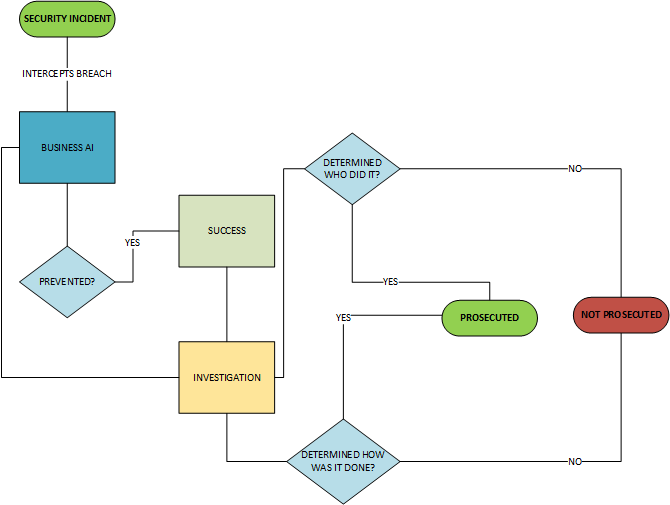 SECURITY INCIDENT
INTERCEPTS BREACH
BUSINESS AI
PREVENTED?
YES
SUCCESS
INVESTIGATION
DETERMINED
WHO DID IT?
NO
YES
PROSECUTED
NOT PROSECUTED
YES
DETERMINED HOW
WAS IT DONE?
NO